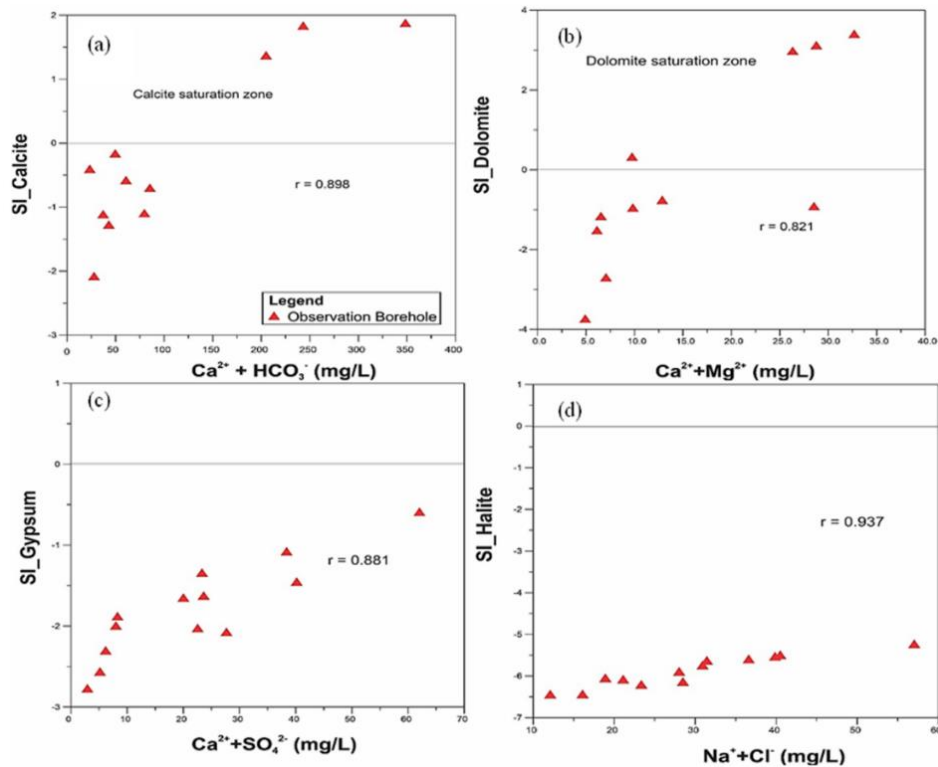 (a)
2
1
0
-1
-2
-3
SI_Calcite
Calcite saturation zone
r = 0.898
Legend
Observation Borehole
0 50 100 150 200 250 300 350 400
Ca²⁺ + HCO₃⁻ (mg/L)
(b)
4
2
0
-2
-4
SI_Dolomite
Dolomite saturation zone
r = 0.821
0.0 5.0 10.0 15.0 20.0 25.0 30.0 35.0 40.0
Ca²⁺+Mg²⁺ (mg/L)
(c)
1
0
-1
-2
-3
SI_Gypsum
r = 0.881
0 10 20 30 40 50 60 70
Ca²⁺+SO₄²⁻ (mg/L)
(d)
1
0
-1
-2
-3
-4
-5
-6
-7
SI_Halite
r = 0.937
10 20 30 40 50 60
Na⁺+Cl⁻ (mg/L)